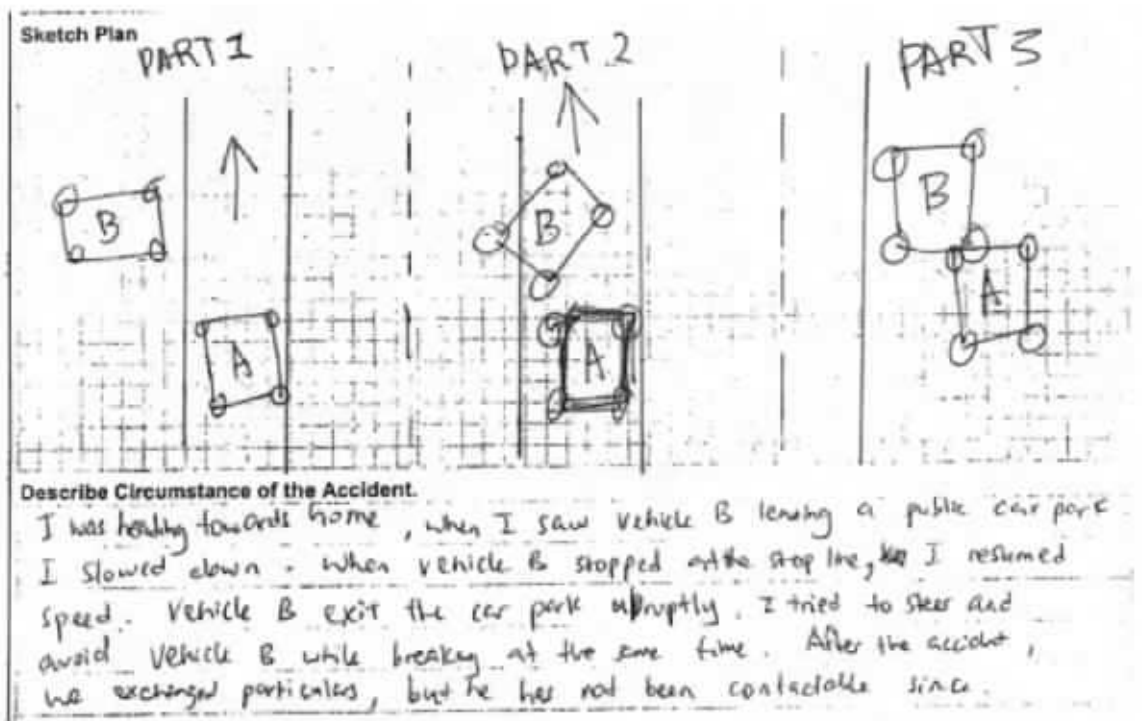 Sketch Plan
PART 1 PART 2 PART 3
B B B
A A A
Describe Circumstance of the Accident.
I was heading towards home, when I saw vehicle B leaving a public car park
I slowed down. When vehicle B stopped at the stop line, I resumed
speed. Vehicle B exit the car park abruptly. I tried to steer and
avoid vehicle B while breaking at the same time. After the accident,
we exchanged particulars, but he has not been contactable since.